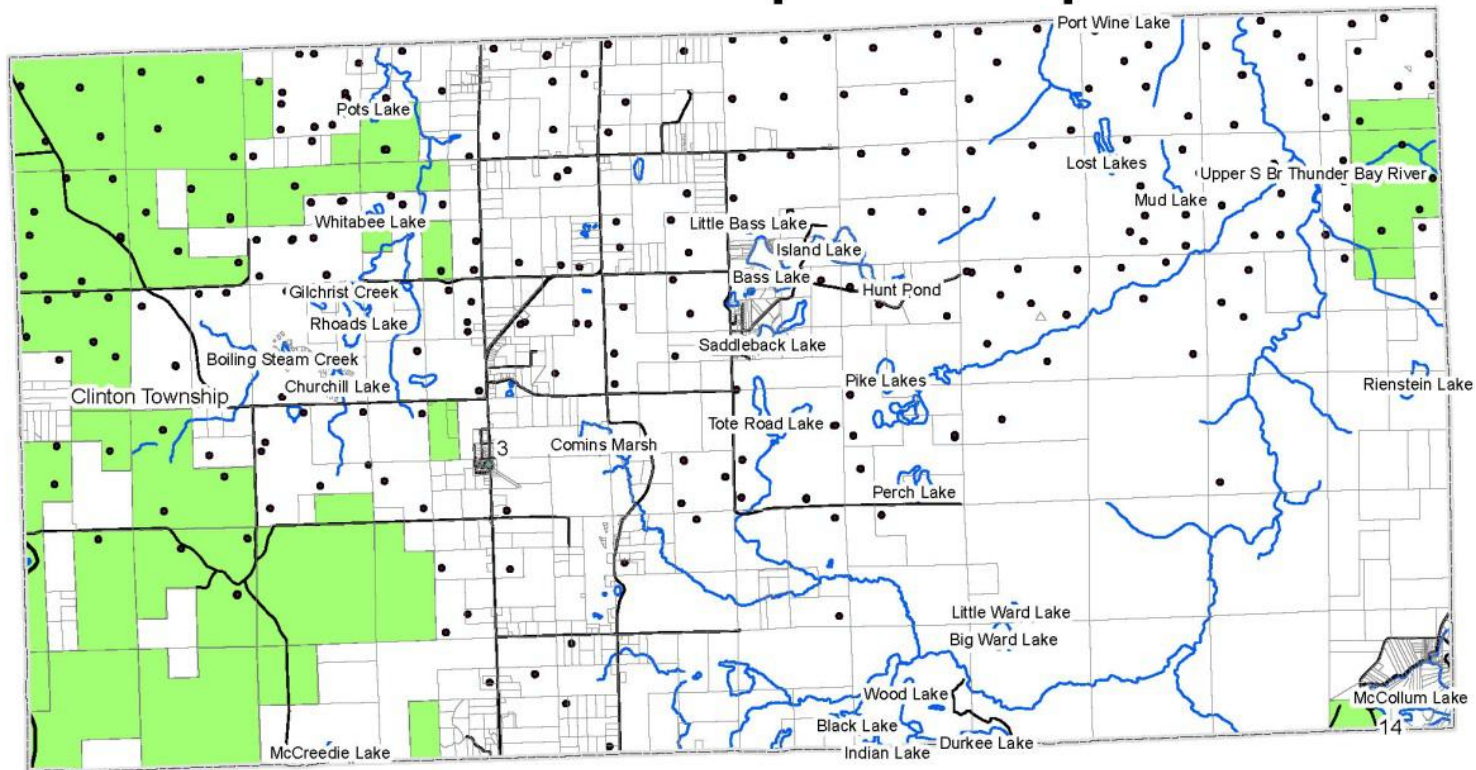 Port Wine Lake
Pots Lake
Lost Lakes
Upper S Br Thunder Bay River
Mud Lake
Whitabee Lake
Little Bass Lake
Island Lake
Bass Lake
Gilchrist Creek
Hunt Pond
Rhoads Lake
Saddleback Lake
Boiling Steam Creek
Churchill Lake
Pike Lakes
Rienstein Lake
Clinton Township
Tote Road Lake
Comins Marsh
3
Perch Lake
Little Ward Lake
Big Ward Lake
Wood Lake
McCollum Lake
Black Lake
14
Durkee Lake
McCreedie Lake
Indian Lake